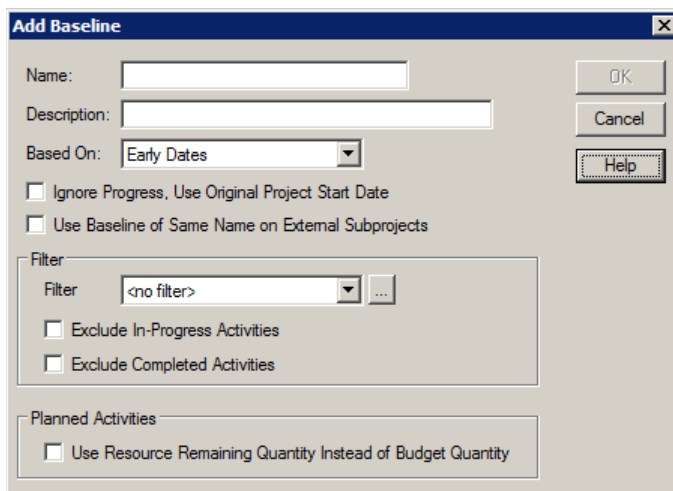 Add Baseline
Name:
OK
Description:
Cancel
Based On: Early Dates
Help
Ignore Progress, Use Original Project Start Date
Use Baseline of Same Name on External Subprojects
Filter
Filter <no filter> ...
Exclude In-Progress Activities
Exclude Completed Activities
Planned Activities
Use Resource Remaining Quantity Instead of Budget Quantity